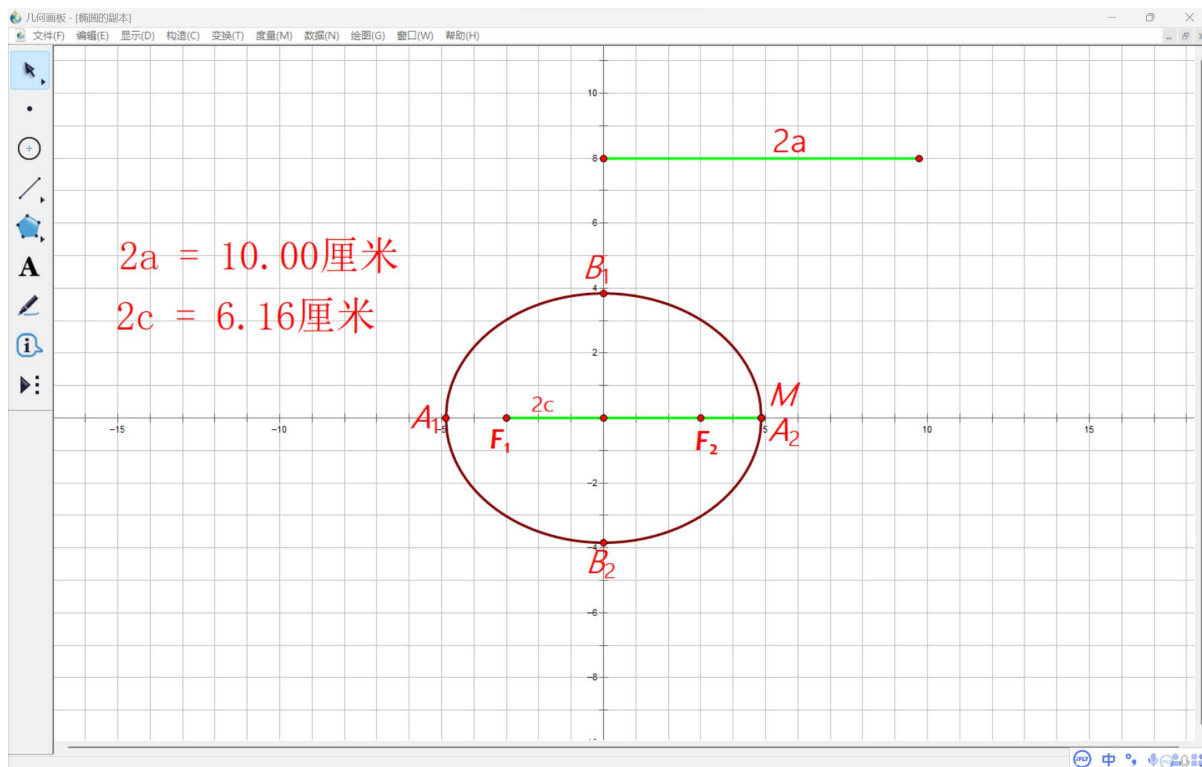 几何画板 - [椭圆的副本]
文件(F) 编辑(E) 显示(D) 构造(C) 变换(T) 度量(M) 数据(N) 绘图(G) 窗口(W) 帮助(H)
10
8
2a
6
2a = 10.00厘米
B1
4
2c = 6.16厘米
2
M
2c
A1
A2
-15
-10
-5
F1
F2
5
10
15
-2
-4
B2
-6
-8
A
iFLY 中